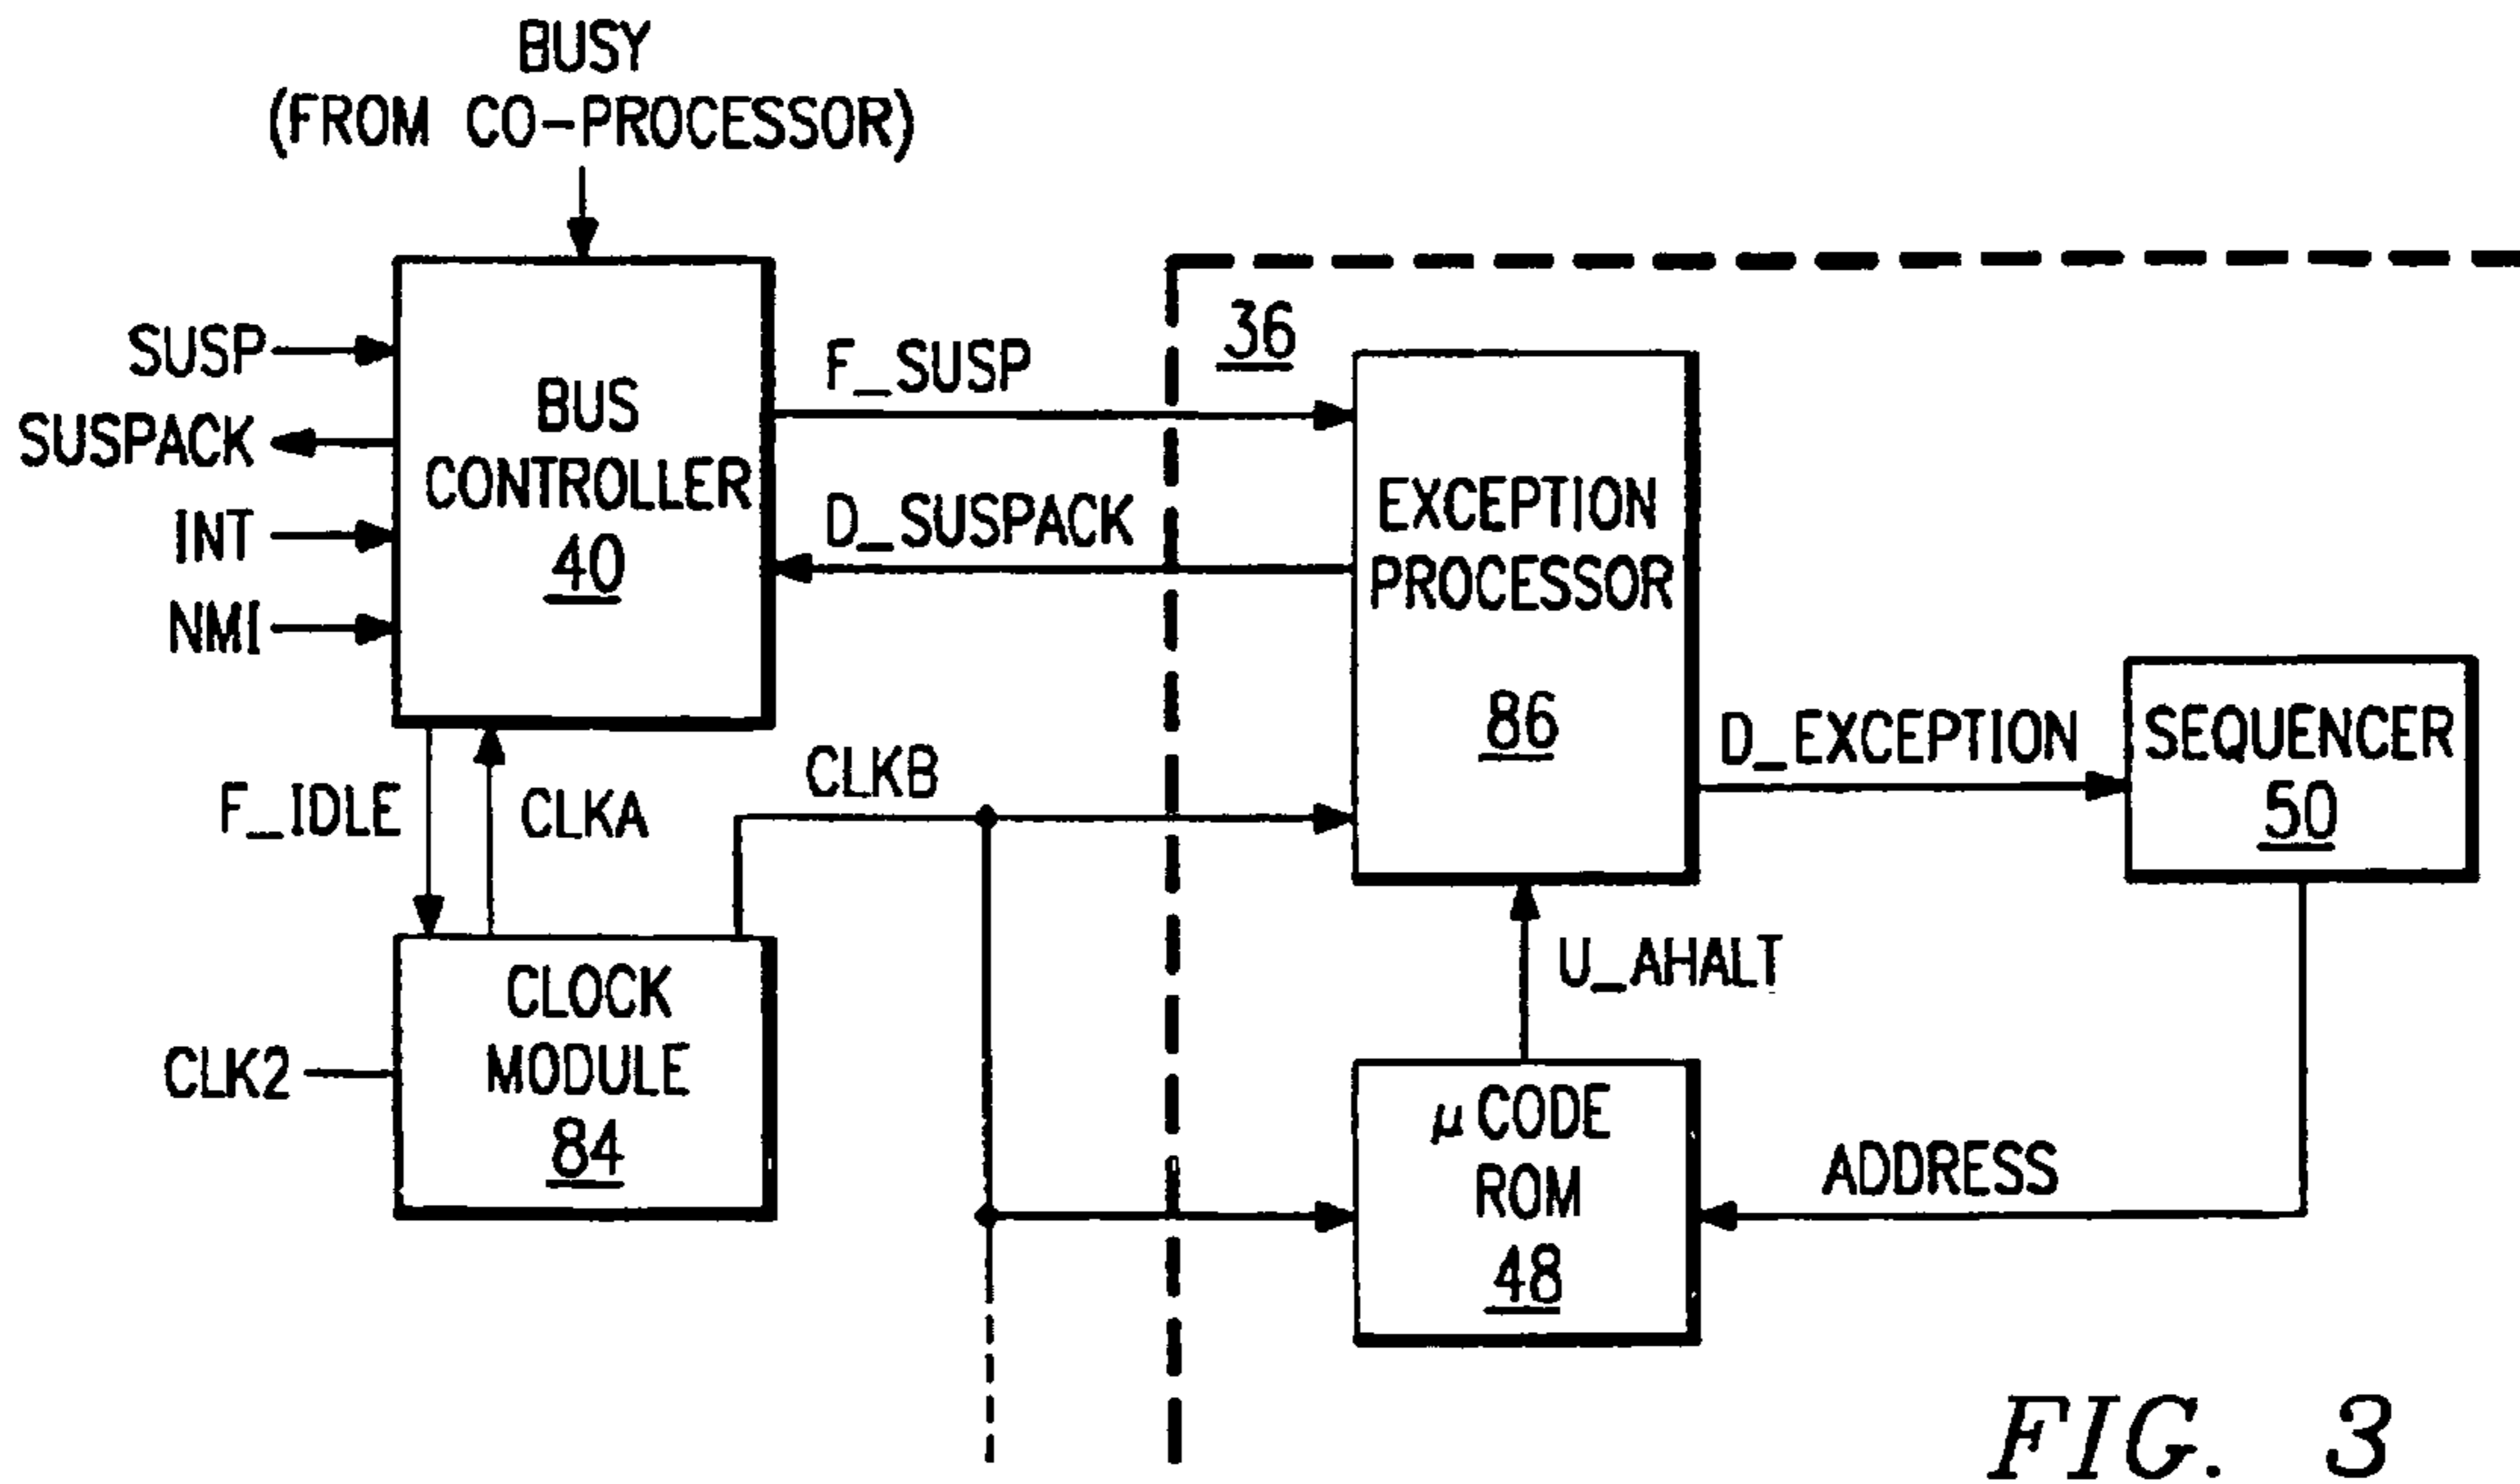 BUSY
(FROM CO-PROCESSOR)
SUSP
SUSPACK
INT
NMI
BUS
CONTROLLER
40
F_SUSP
D_SUSPACK
36
EXCEPTION
PROCESSOR
86
D_EXCEPTION
SEQUENCER
50
F_IDLE
CLKA
CLKB
CLK2
CLOCK
MODULE
84
U_AHALT
μCODE
ROM
48
ADDRESS
FIG. 3